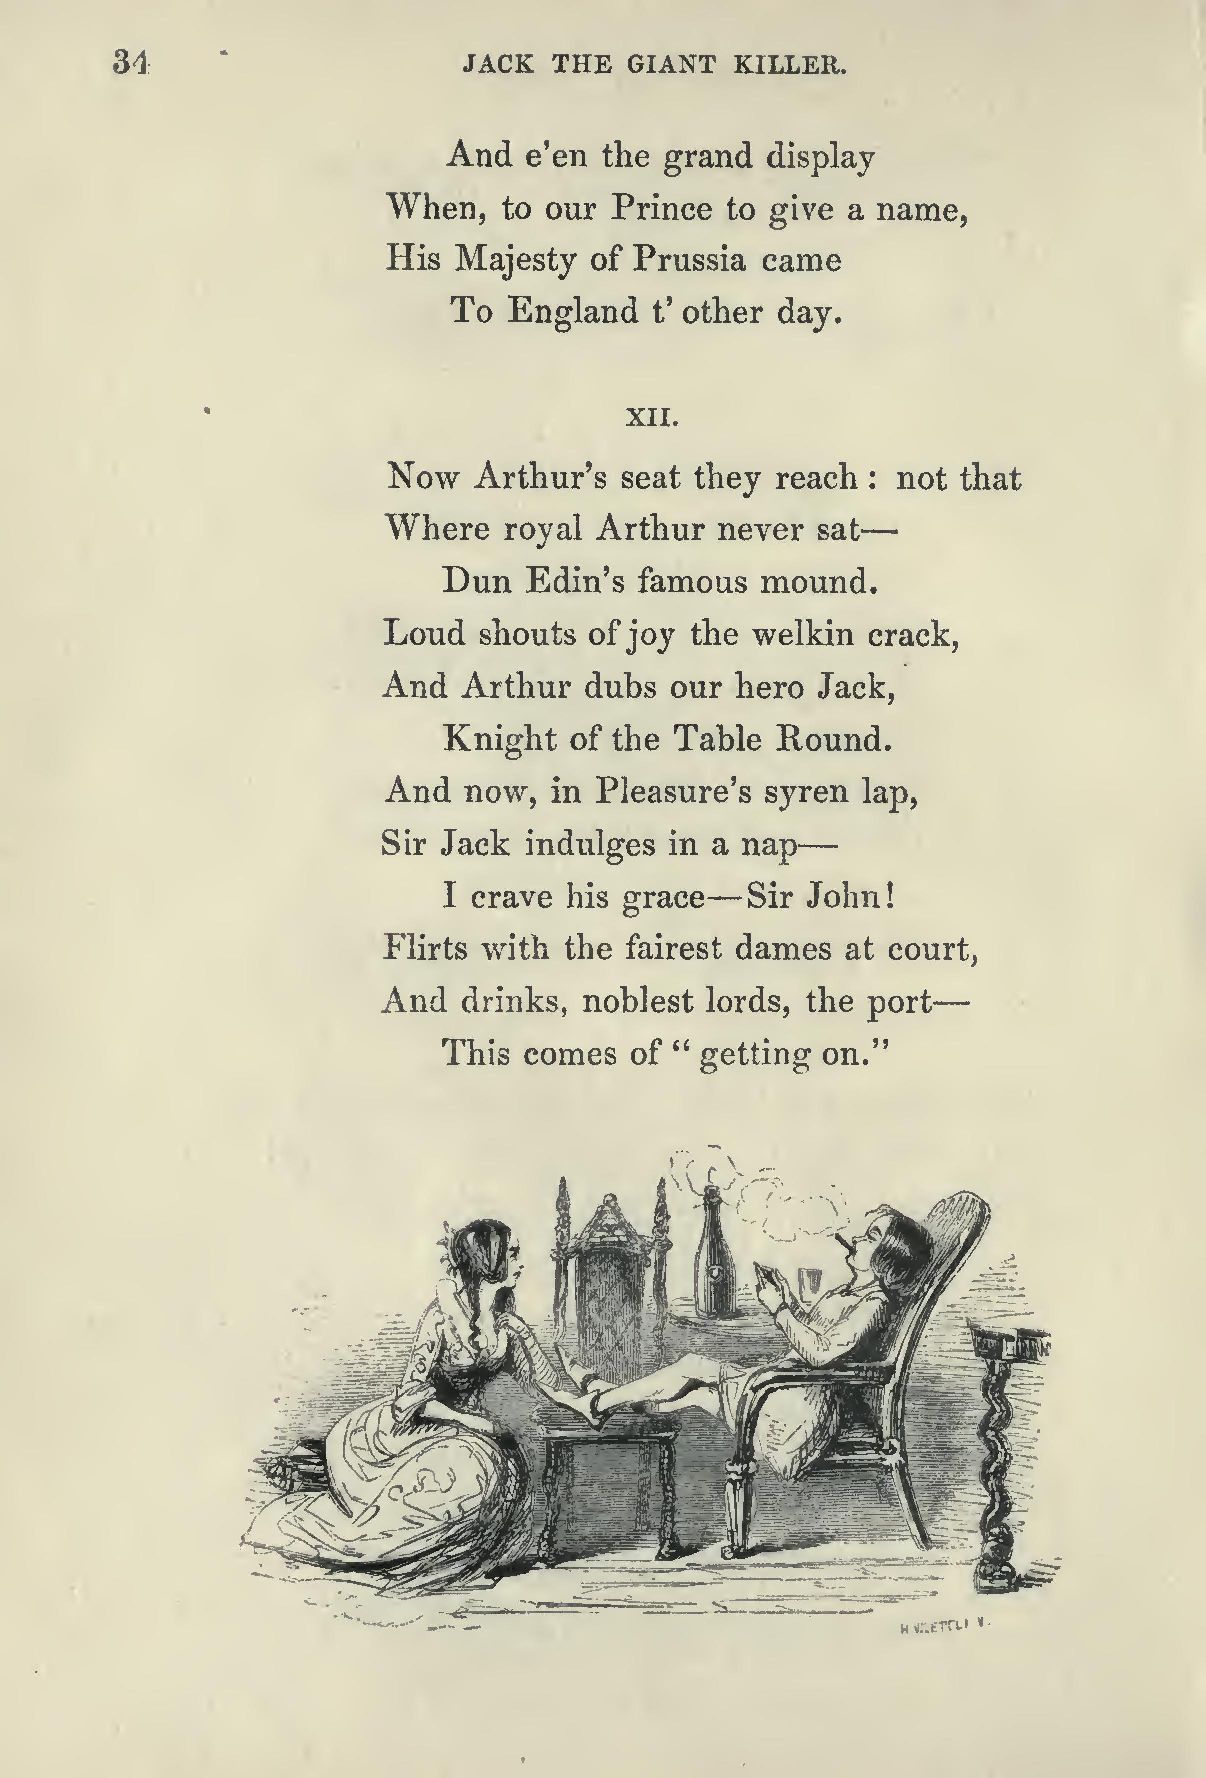 34
JACK THE GIANT KILLER.
And e'en the grand display
When, to our Prince to give a name,
His Majesty of Prussia came
To England t' other day.
XII.
Now Arthur's seat they reach : not that
Where royal Arthur never sat—
Dun Edin's famous mound.
Loud shouts of joy the welkin crack,
And Arthur dubs our hero Jack,
Knight of the Table Round.
And now, in Pleasure's syren lap,
Sir Jack indulges in a nap—
I crave his grace—Sir John!
Flirts with the fairest dames at court,
And drinks, noblest lords, the port—
This comes of “ getting on.”